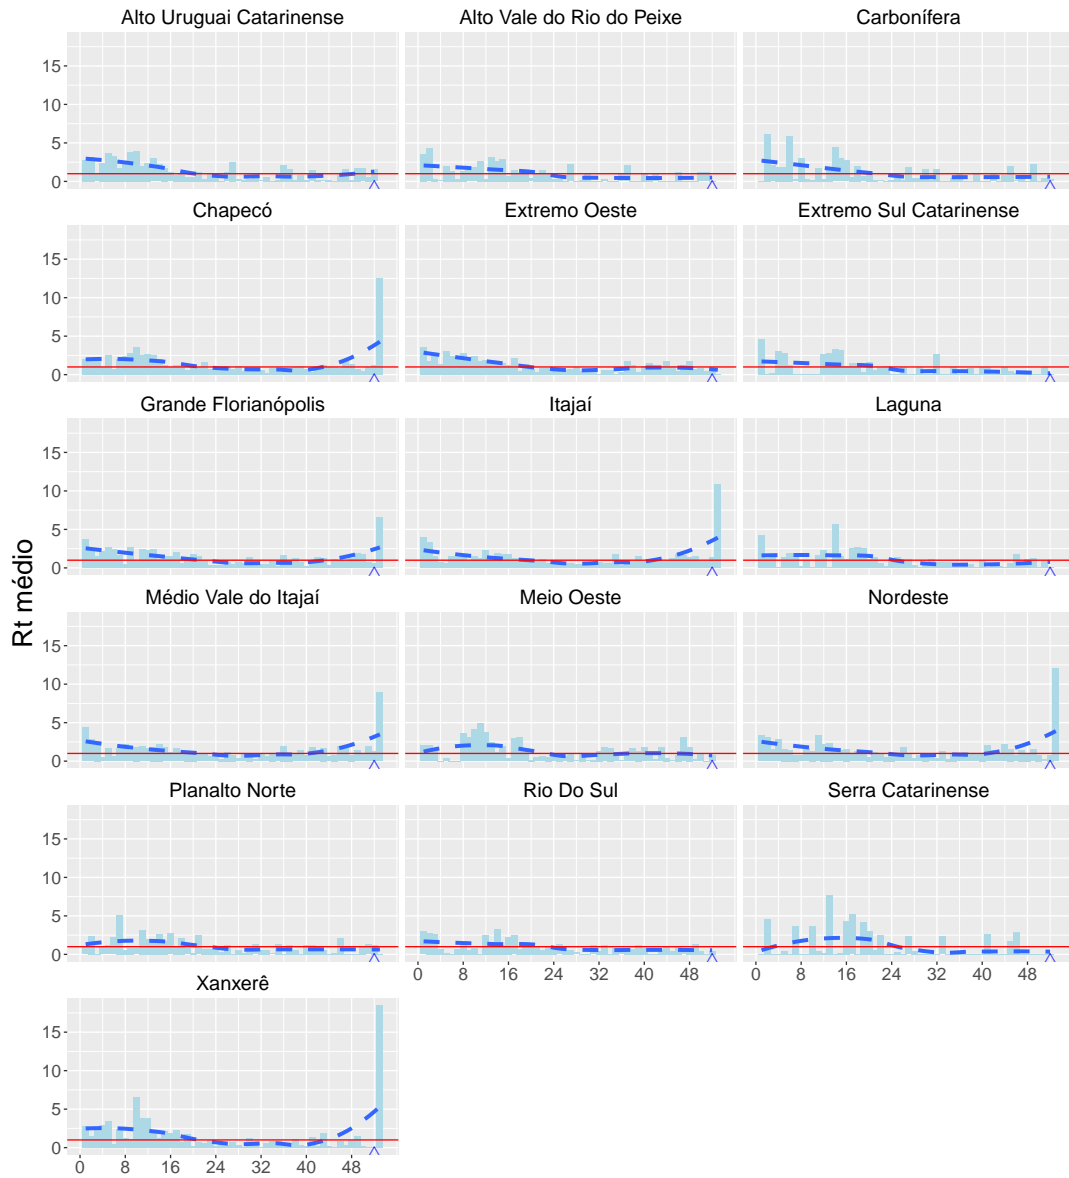 Alto Uruguai Catarinense Alto Vale do Rio do Peixe Carbonífera
15
10
5
0
Chapecó Extremo Oeste Extremo Sul Catarinense
15
10
5
0
Grande Florianópolis Itajaí Laguna
15
10
5
0
Rt médio
Médio Vale do Itajaí Meio Oeste Nordeste
15
10
5
0
Planalto Norte Rio Do Sul Serra Catarinense
15
10
5
0
0 8 16 24 32 40 48 0 8 16 24 32 40 48
Xanxerê
15
10
5
0
0 8 16 24 32 40 48